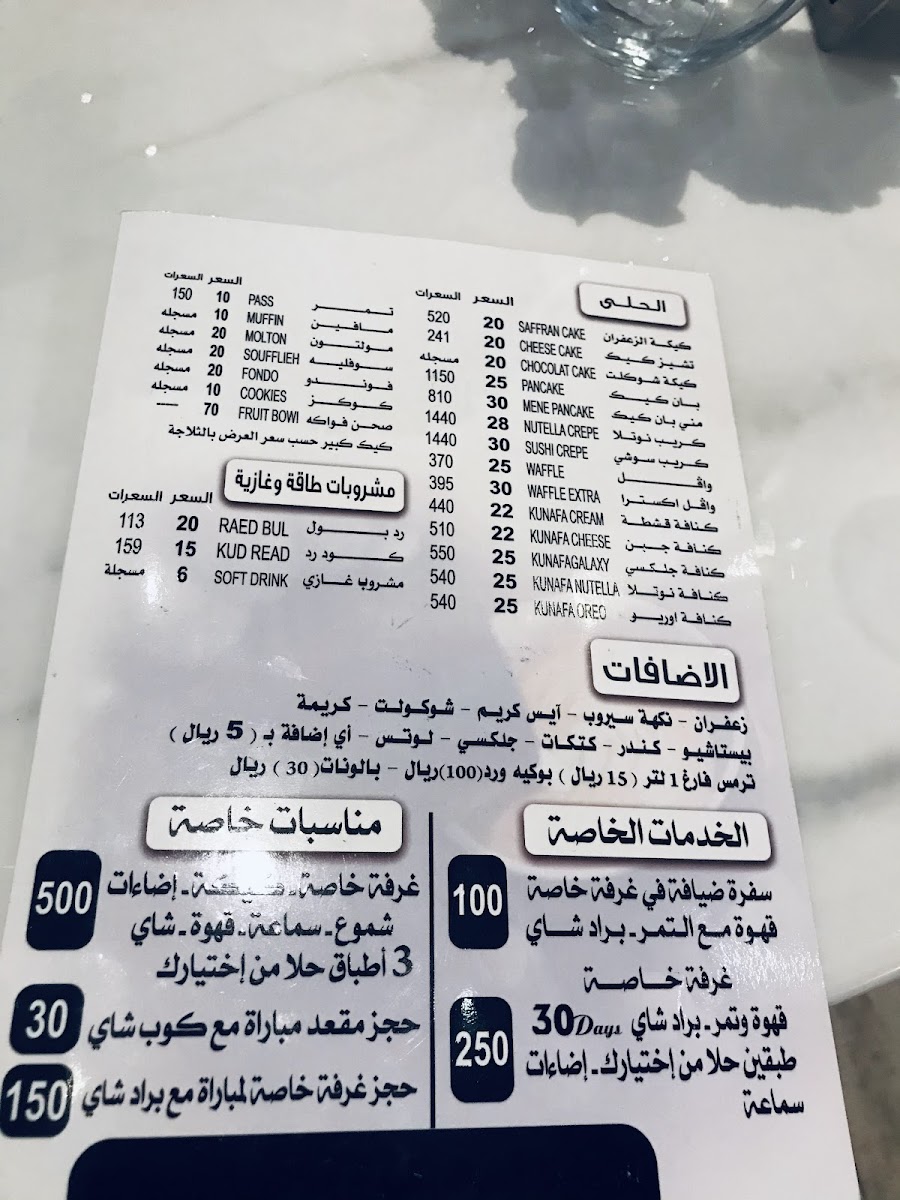 الحلى
السعر السعرات
كيكة الزعفران SAFFRAN CAKE 20 520
تشيز كيك CHEESE CAKE 20 241
كيكة شوكلت CHOCOLAT CAKE 20 مسجله
بان كيك PANCAKE 25 1150
مني بان كيك MENE PANCAKE 30 810
كريب نوتلا NUTELLA CREPE 28 1440
كريب سوشي SUSHI CREPE 30 1440
وافل WAFFLE 25 370
وافل اكسترا WAFFLE EXTRA 30 395
كنافة قشطة KUNAFA CREAM 22 440
كنافة جبن KUNAFA CHEESE 22 510
كنافة جلكسي KUNAFAGALAXY 25 550
كنافة نوتلا KUNAFA NUTELLA 25 540
كنافة اوريو KUNAFA OREO 25 540
السعر السعرات
تمر PASS 10 150
مافين MUFFIN 10 مسجله
مولتون MOLTON 20 مسجله
سوفليه SOUFFLIEH 20 مسجله
فوندو FONDO 20 مسجله
كوكز COOKIES 10 مسجله
صحن فواكه FRUIT BOWI 70 —
كيك كبير حسب سعر العرض بالثلاجة
مشروبات طاقة وغازية
السعر السعرات
رد بول RAED BUL 20 113
كود رد KUD READ 15 159
مشروب غازي SOFT DRINK 6 مسجلة
الاضافات
زعفران - نكهة سيروب - آيس كريم - شوكولت - كريمة
بيستاشيو - كندر - كتكات - جلكسي - لوتس - أي إضافة بـ ( 5 ريال )
ترمس فارغ 1 لتر ( 15 ريال ) بوكيه ورد(100)ريال - بالونات( 30 ) ريال
الخدمات الخاصة
سفرة ضيافة في غرفة خاصة
قهوة مع التمر- براد شاي
100
غرفة خاصة
قهوة وتمر- براد شاي 30Days
طبقين حلا من إختيارك - إضاءات
سماعة
250
مناسبات خاصة
غرفة خاصة - كيكة - إضاءات
شموع - سماعة - قهوة - شاي
3 أطباق حلا من إختيارك
500
حجز مقعد مباراة مع كوب شاي 30
حجز غرفة خاصة لمباراة مع براد شاي 150